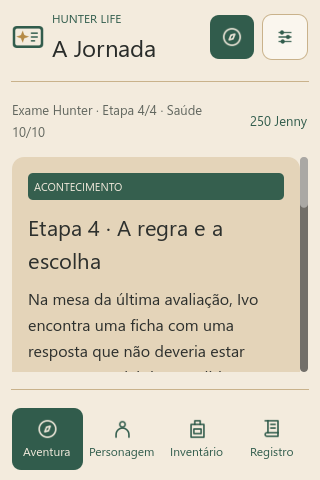 HUNTER LIFE
A Jornada
Exame Hunter · Etapa 4/4 · Saúde
10/10
250 Jenny
ACONTECIMENTO
Etapa 4 · A regra e a
escolha
Na mesa da última avaliação, Ivo
encontra uma ficha com uma
resposta que não deveria estar
Aventura
Personagem
Inventário
Registro